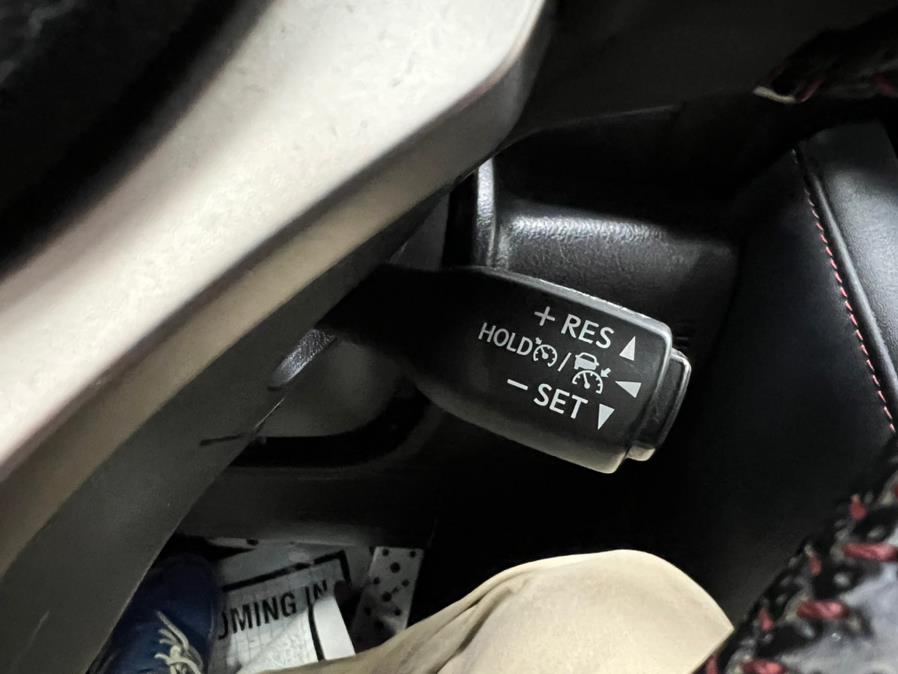 + RES
HOLD /
− SET
OMING IN